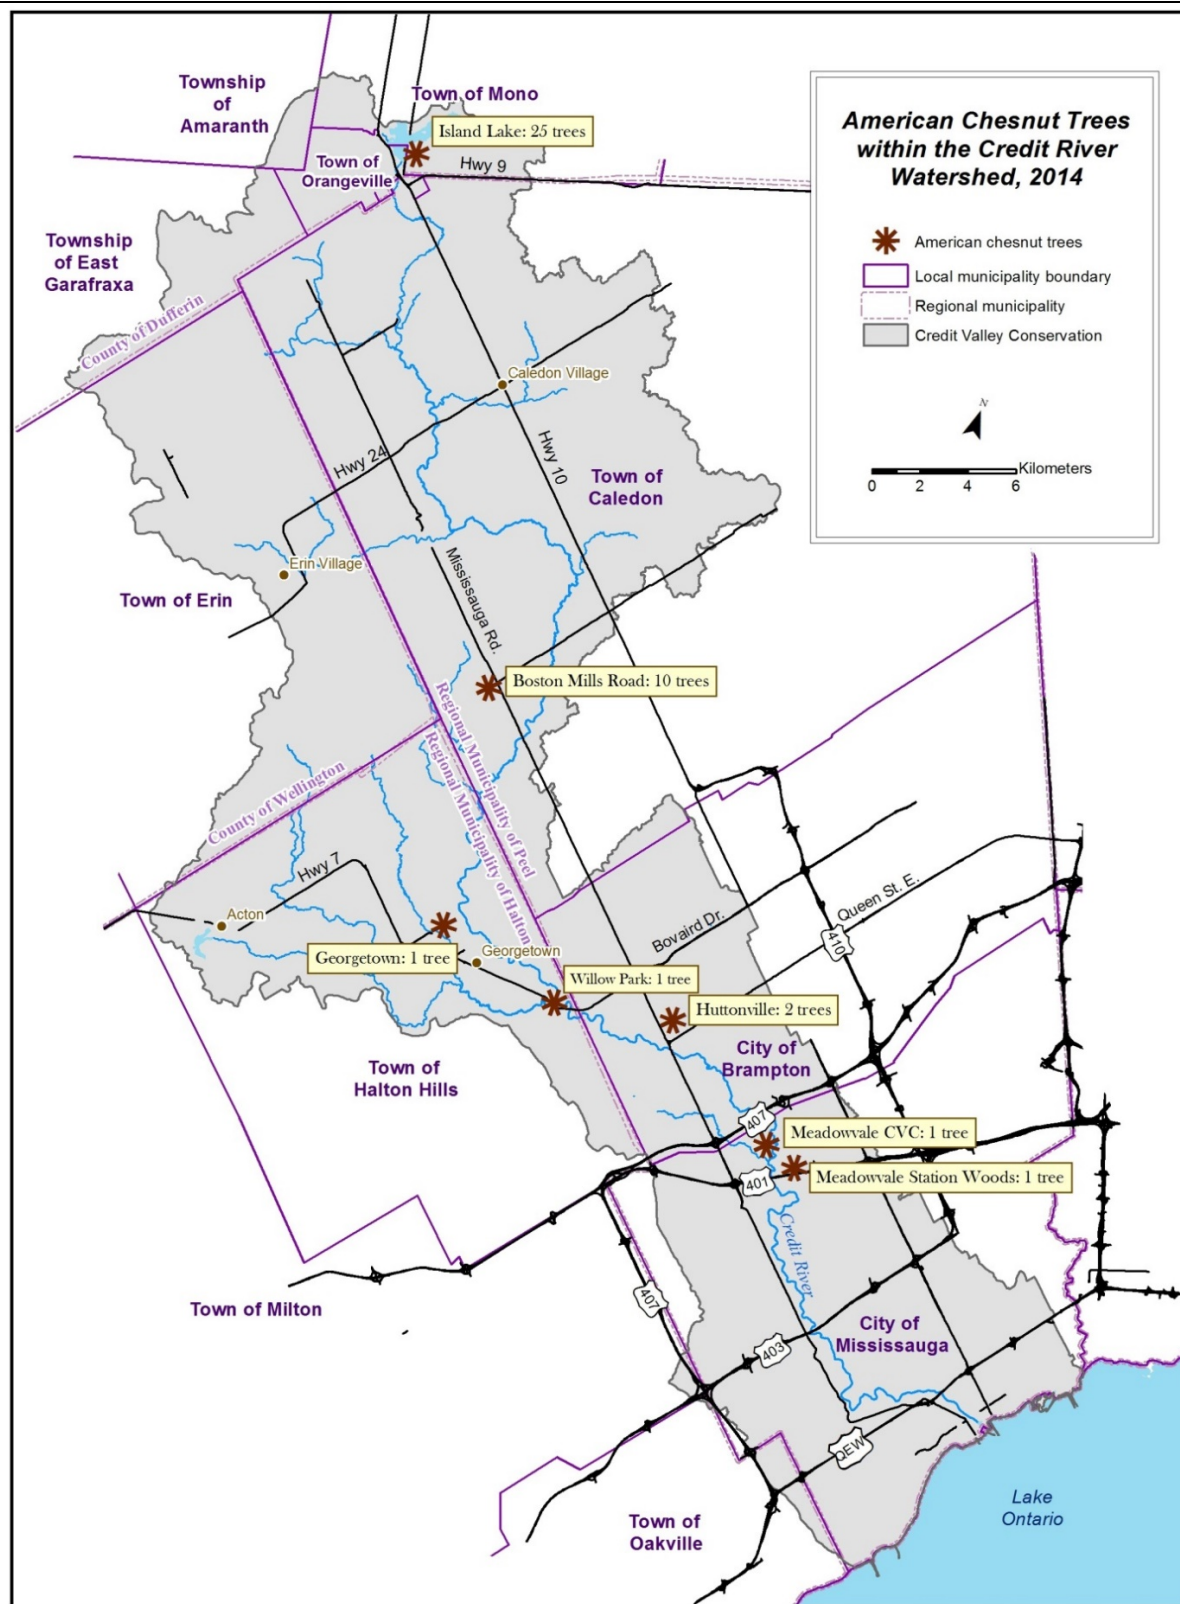 Township
of
Amaranth
Town of Mono
Island Lake: 25 trees
Town of
Orangeville
Hwy 9
Township
of East
Garafraxa
County of Dufferin
American Chesnut Trees
within the Credit River
Watershed, 2014
American chesnut trees
Local municipality boundary
Regional municipality
Credit Valley Conservation
N
Kilometers
0 2 4 6
Caledon Village
Hwy 24
Hwy 10
Town of
Caledon
Erin Village
Mississauga Rd.
Town of Erin
Boston Mills Road: 10 trees
Regional Municipality of Peel
Regional Municipality of Halton
County of Wellington
Hwy 7
Acton
Georgetown: 1 tree
Georgetown
Bovaird Dr.
Queen St. E.
410
Willow Park: 1 tree
Huttonville: 2 trees
City of
Brampton
Town of
Halton Hills
407
Meadowvale CVC: 1 tree
401
Meadowvale Station Woods: 1 tree
Credit River
407
Town of Milton
403
City of
Mississauga
QEW
Town of
Oakville
Lake
Ontario